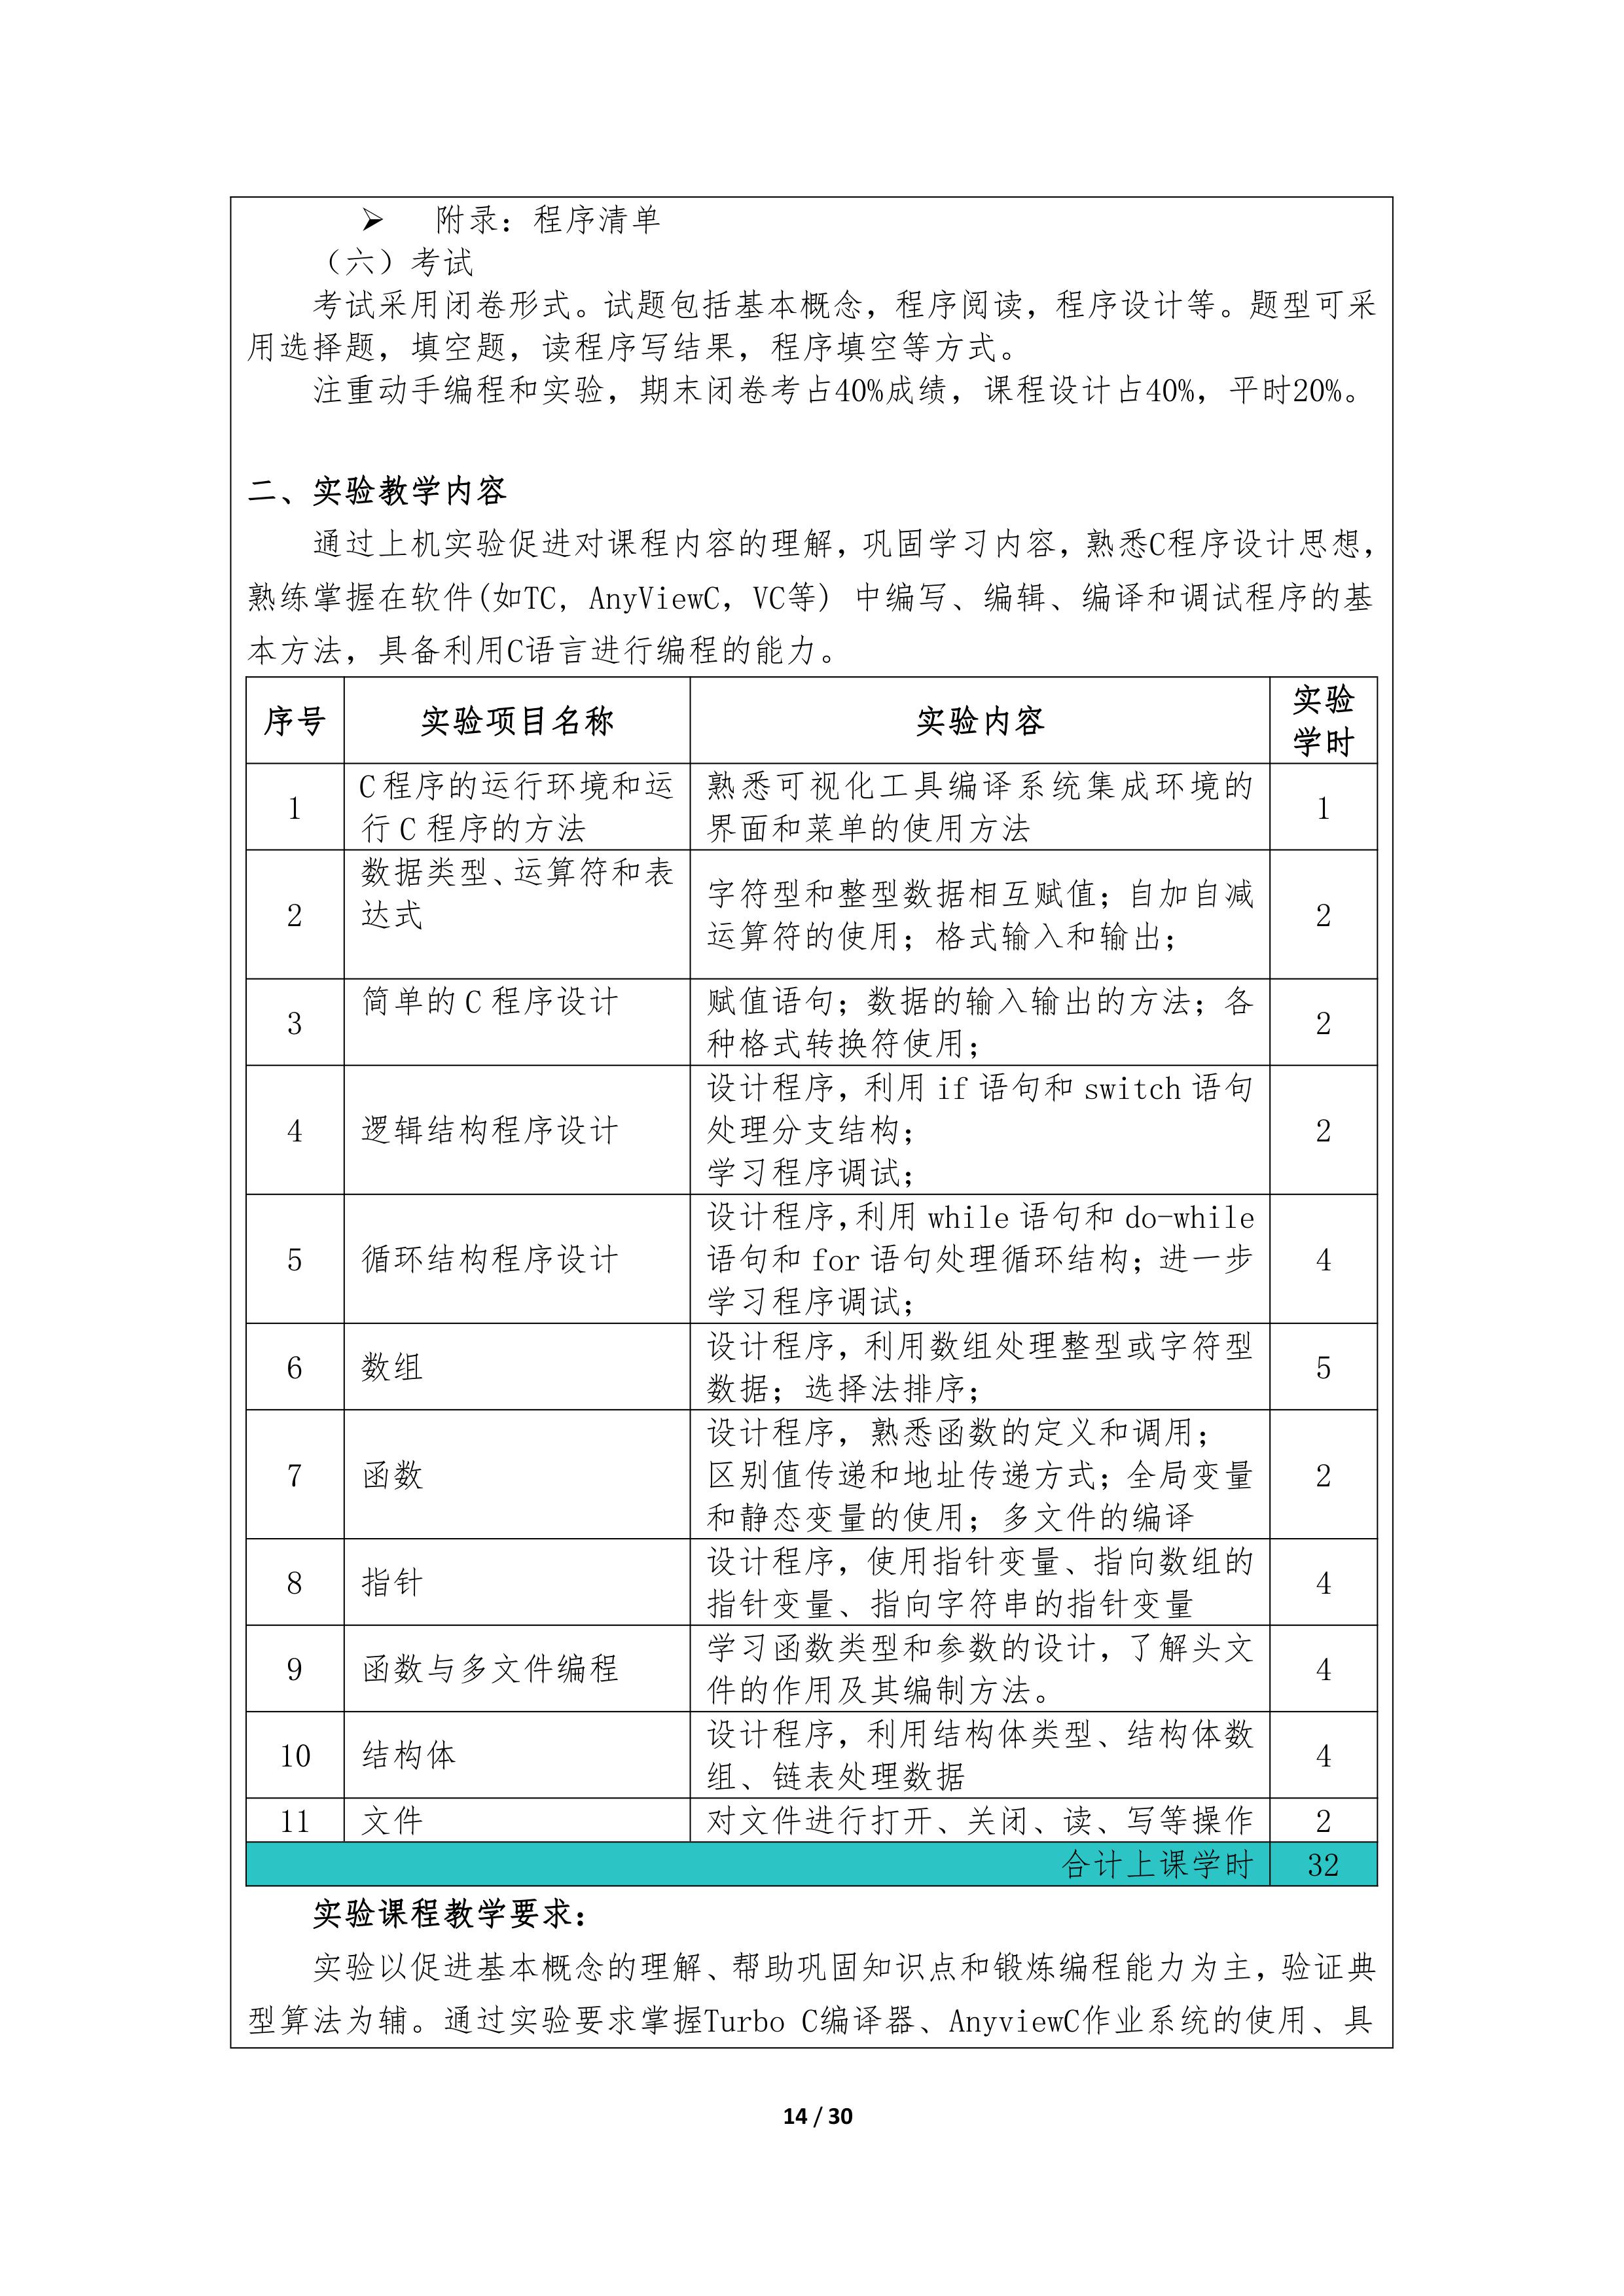 ➢ 附录：程序清单
（六）考试
考试采用闭卷形式。试题包括基本概念，程序阅读，程序设计等。题型可采
用选择题，填空题，读程序写结果，程序填空等方式。
注重动手编程和实验，期末闭卷考占40%成绩，课程设计占40%，平时20%。
二、实验教学内容
通过上机实验促进对课程内容的理解，巩固学习内容，熟悉C程序设计思想，
熟练掌握在软件(如TC, AnyViewC, VC等) 中编写、编辑、编译和调试程序的基
本方法，具备利用C语言进行编程的能力。
序号 实验项目名称 实验内容 实验
学时
1 C程序的运行环境和运 熟悉可视化工具编译系统集成环境的 1
行 C 程序的方法 界面和菜单的使用方法
2 数据类型、运算符和表 字符型和整型数据相互赋值；自加自减 2
达式 运算符的使用；格式输入和输出；
3 简单的 C 程序设计 赋值语句；数据的输入输出的方法；各 2
种格式转换符使用；
设计程序，利用 if 语句和 switch 语句
4 逻辑结构程序设计 处理分支结构； 2
学习程序调试；
设计程序,利用 while 语句和 do-while
5 循环结构程序设计 语句和 for 语句处理循环结构；进一步 4
学习程序调试；
6 数组 设计程序，利用数组处理整型或字符型 5
数据；选择法排序；
设计程序，熟悉函数的定义和调用；
7 函数 区别值传递和地址传递方式；全局变量 2
和静态变量的使用；多文件的编译
8 指针 设计程序，使用指针变量、指向数组的 4
指针变量、指向字符串的指针变量
9 函数与多文件编程 学习函数类型和参数的设计，了解头文 4
件的作用及其编制方法。
10 结构体 设计程序，利用结构体类型、结构体数 4
组、链表处理数据
11 文件 对文件进行打开、关闭、读、写等操作 2
合计上课学时 32
实验课程教学要求：
实验以促进基本概念的理解、帮助巩固知识点和锻炼编程能力为主，验证典
型算法为辅。通过实验要求掌握Turbo C编译器、AnyviewC作业系统的使用、具
14 / 30